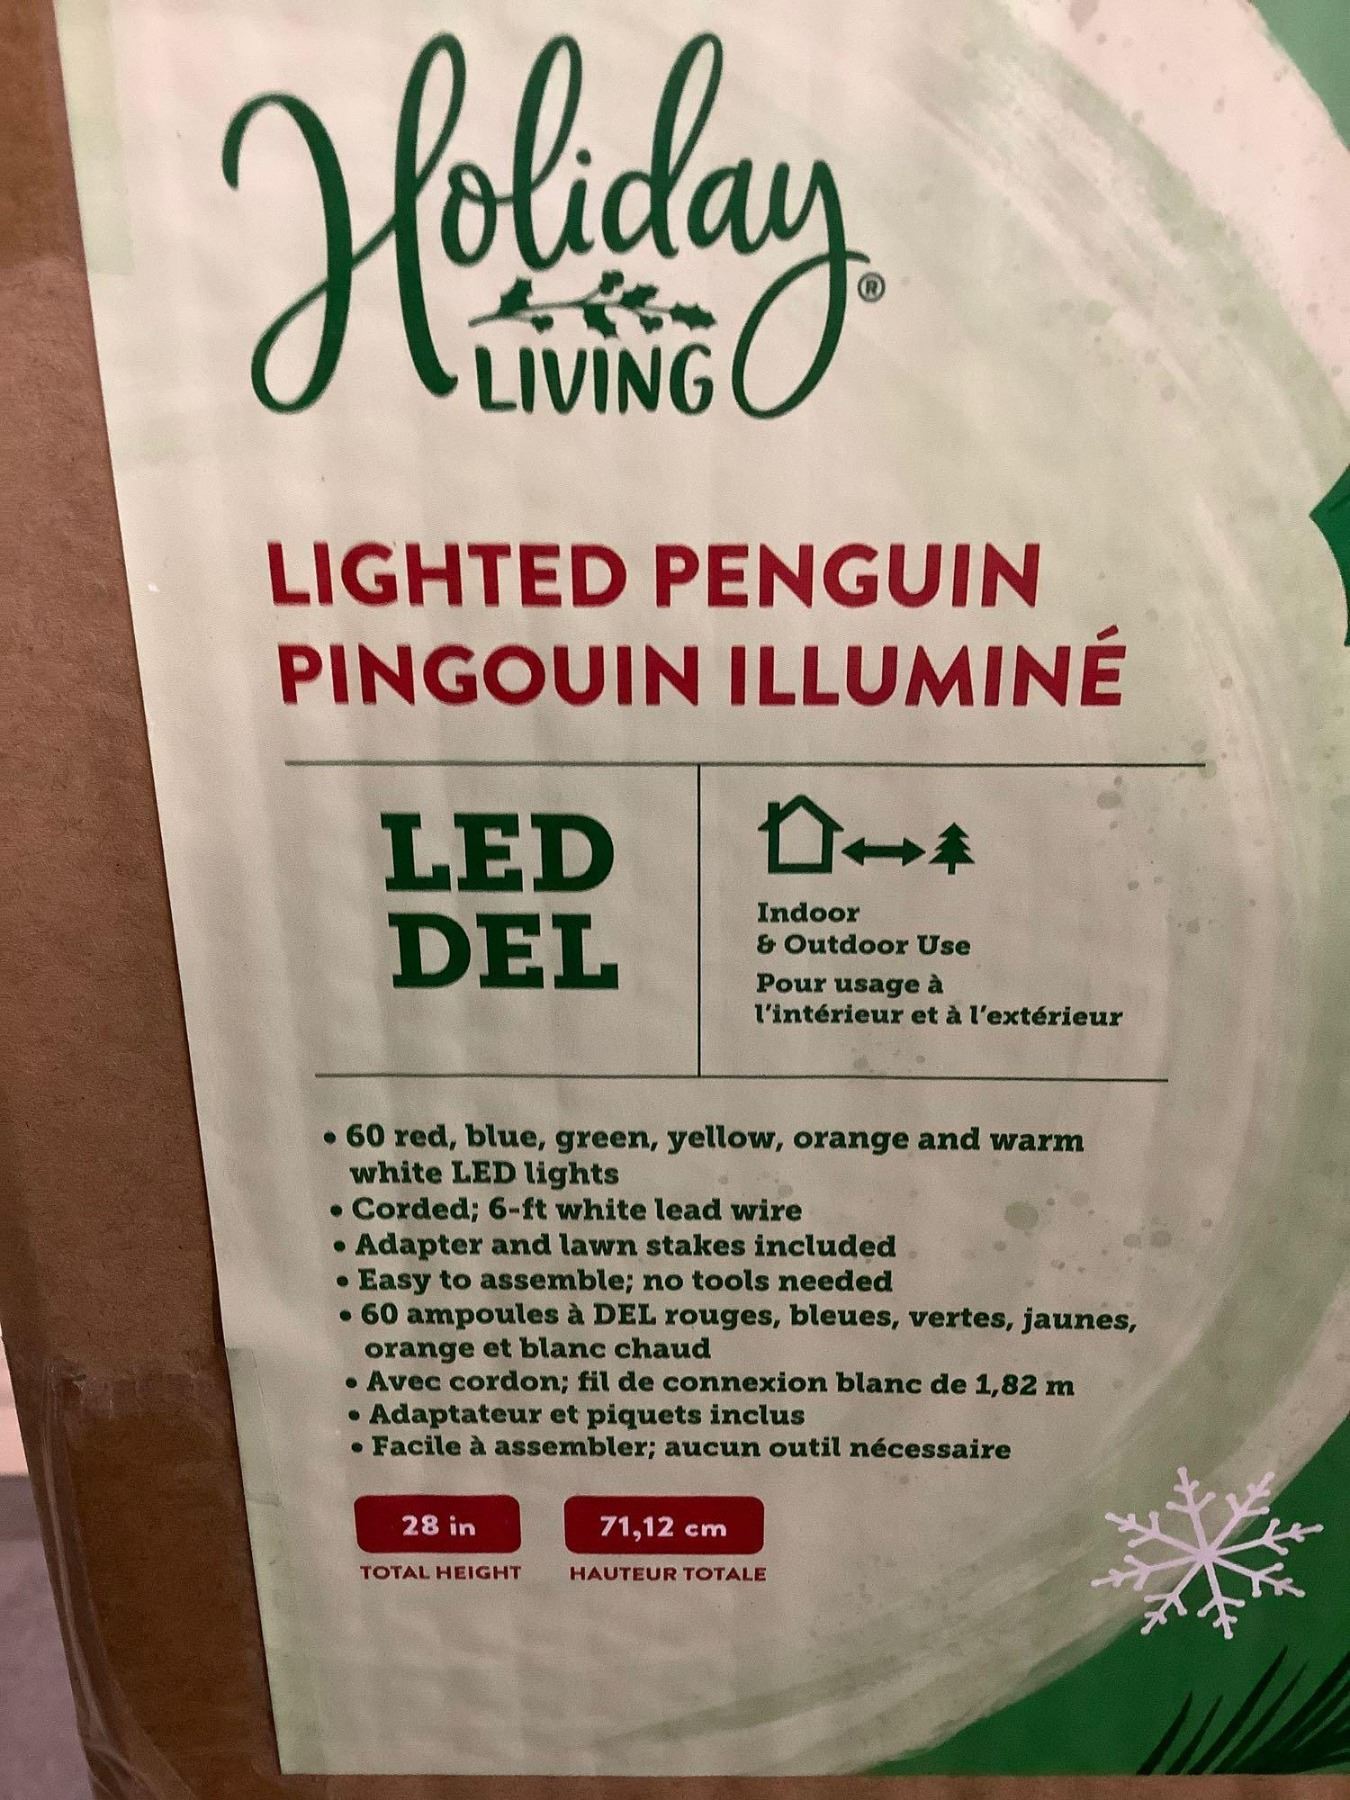 Holiday®
LIVING
LIGHTED PENGUIN
PINGOUIN ILLUMINÉ
LED
DEL
Indoor
& Outdoor Use
Pour usage à
l'intérieur et à l'extérieur
• 60 red, blue, green, yellow, orange and warm
white LED lights
• Corded; 6-ft white lead wire
• Adapter and lawn stakes included
• Easy to assemble; no tools needed
• 60 ampoules à DEL rouges, bleues, vertes, jaunes,
orange et blanc chaud
• Avec cordon; fil de connexion blanc de 1,82 m
• Adaptateur et piquets inclus
• Facile à assembler; aucun outil nécessaire
28 in
TOTAL HEIGHT
71,12 cm
HAUTEUR TOTALE